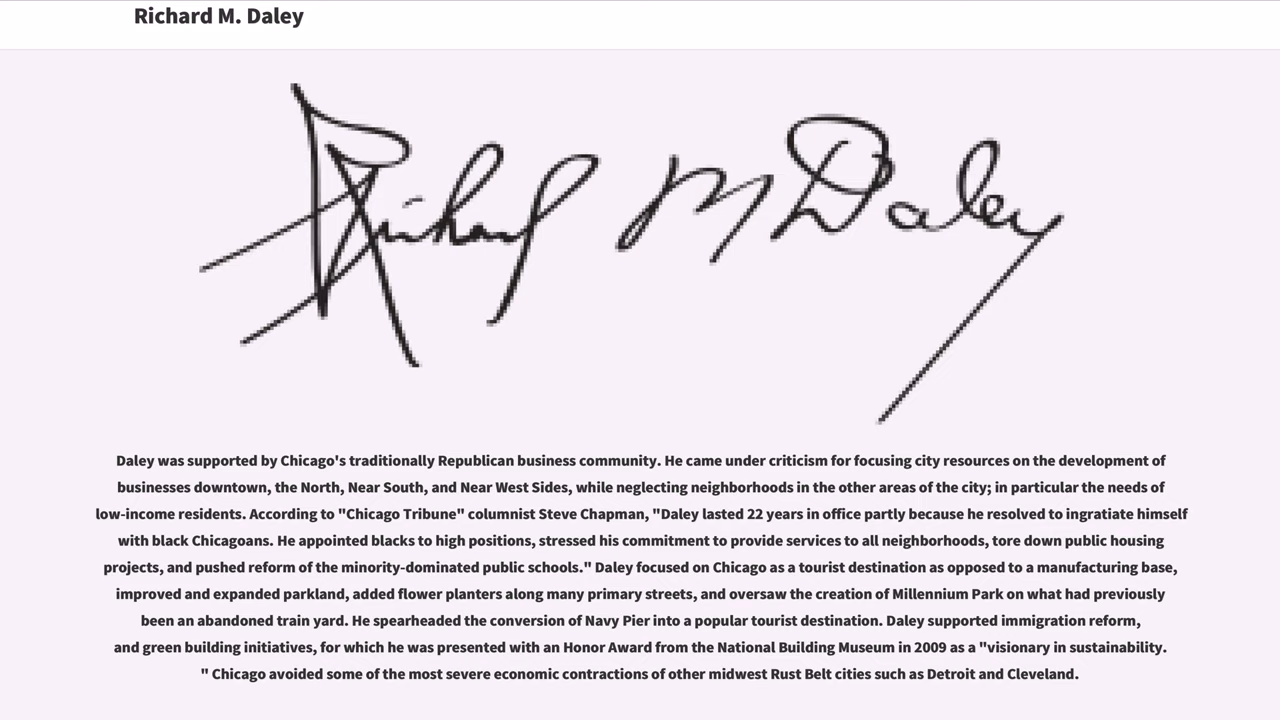 Richard M. Daley
Richard M Daley
Daley was supported by Chicago's traditionally Republican business community. He came under criticism for focusing city resources on the development of
businesses downtown, the North, Near South, and Near West Sides, while neglecting neighborhoods in the other areas of the city; in particular the needs of
low-income residents. According to "Chicago Tribune" columnist Steve Chapman, "Daley lasted 22 years in office partly because he resolved to ingratiate himself
with black Chicagoans. He appointed blacks to high positions, stressed his commitment to provide services to all neighborhoods, tore down public housing
projects, and pushed reform of the minority-dominated public schools." Daley focused on Chicago as a tourist destination as opposed to a manufacturing base,
improved and expanded parkland, added flower planters along many primary streets, and oversaw the creation of Millennium Park on what had previously
been an abandoned train yard. He spearheaded the conversion of Navy Pier into a popular tourist destination. Daley supported immigration reform,
and green building initiatives, for which he was presented with an Honor Award from the National Building Museum in 2009 as a "visionary in sustainability.
" Chicago avoided some of the most severe economic contractions of other midwest Rust Belt cities such as Detroit and Cleveland.